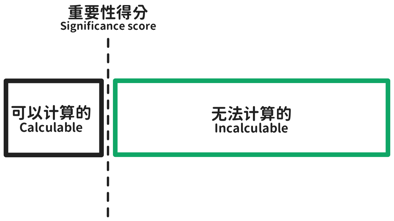 重要性得分
Significance score
可以计算的
Calculable
无法计算的
Incalculable